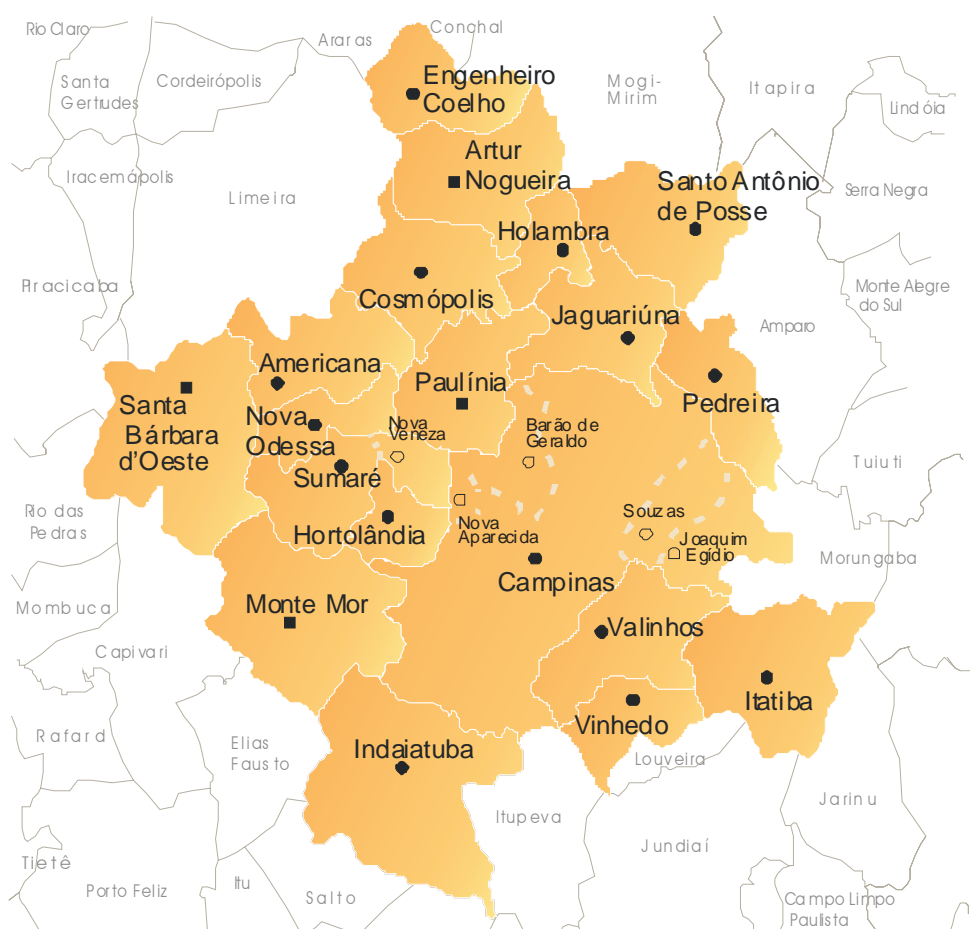 Rio Claro
Conchal
Araras
Santa
Gertrudes
Cordeirópolis
Engenheiro
Coelho
Mogi-
Mirim
Itapira
Lindóia
Iracemápolis
Limeira
Artur
Nogueira
Santo Antônio
de Posse
Serra Negra
Holambra
Piracicaba
Cosmópolis
Jaguariúna
Monte Alegre
do Sul
Amparo
Americana
Paulínia
Pedreira
Santa
Bárbara
d'Oeste
Nova
Odessa
Nova
Veneza
Barão de
Geraldo
Sumaré
Tuiuti
Rio das
Pedras
Hortolândia
Nova
Aparecida
Souzas
Joaquim
Egídio
Morungaba
Campinas
Mombuca
Monte Mor
Valinhos
Capivari
Itatiba
Rafard
Elias
Fausto
Indaiatuba
Vinhedo
Louveira
Itupeva
Jarinu
Jundiaí
Tietê
Porto Feliz
Itu
Salto
Campo Limpo
Paulista